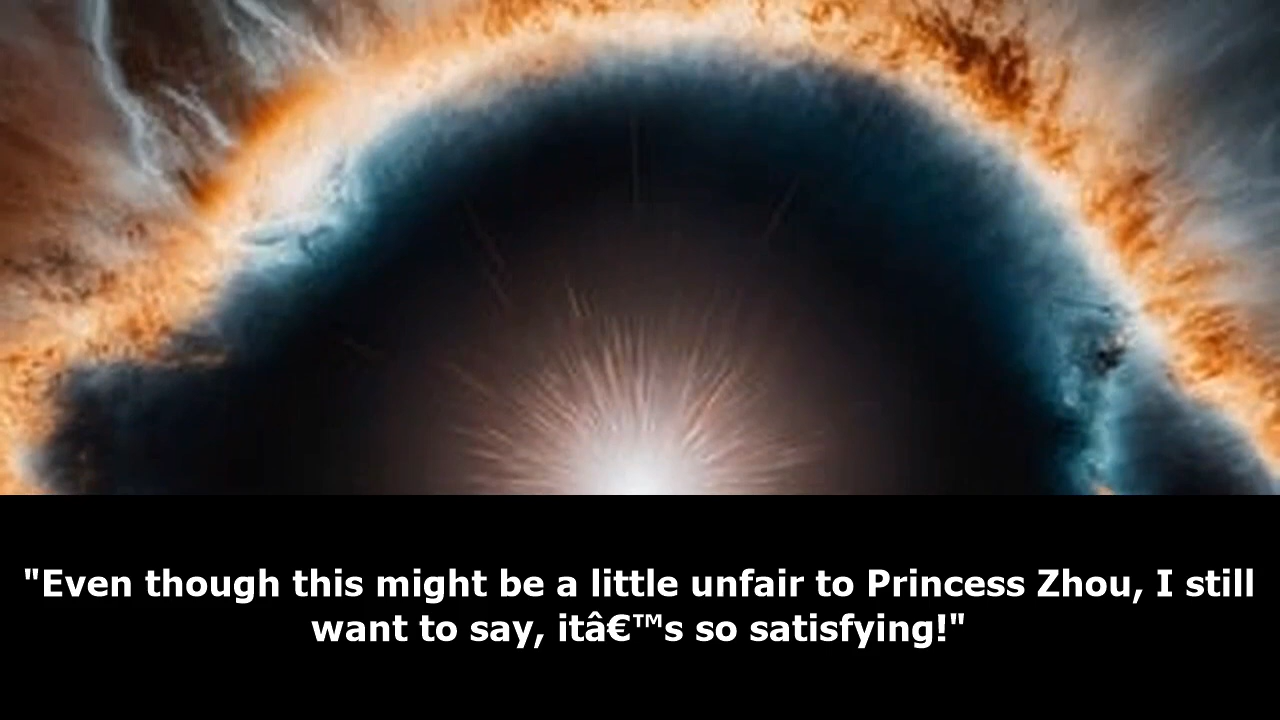 "Even though this might be a little unfair to Princess Zhou, I still
want to say, itâ€™s so satisfying!"